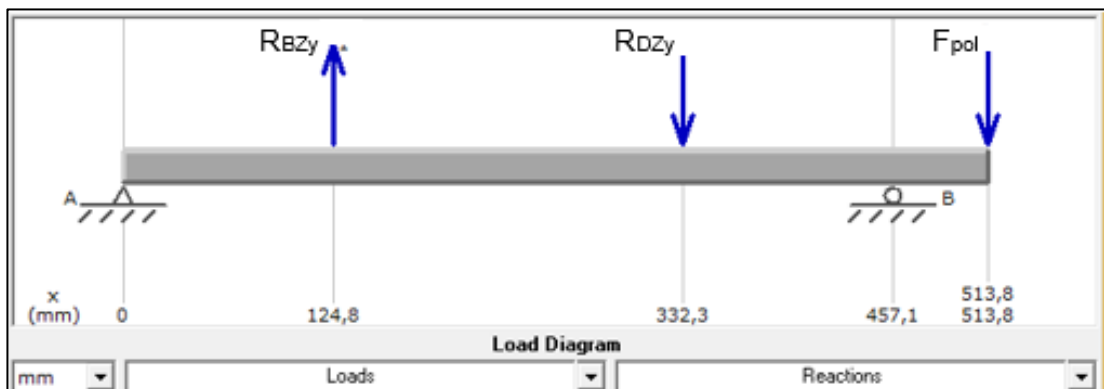 RBZy RDZy Fpol
A B
x 513,8
(mm) 0 124,8 332,3 457,1 513,8
Load Diagram
mm Loads Reactions